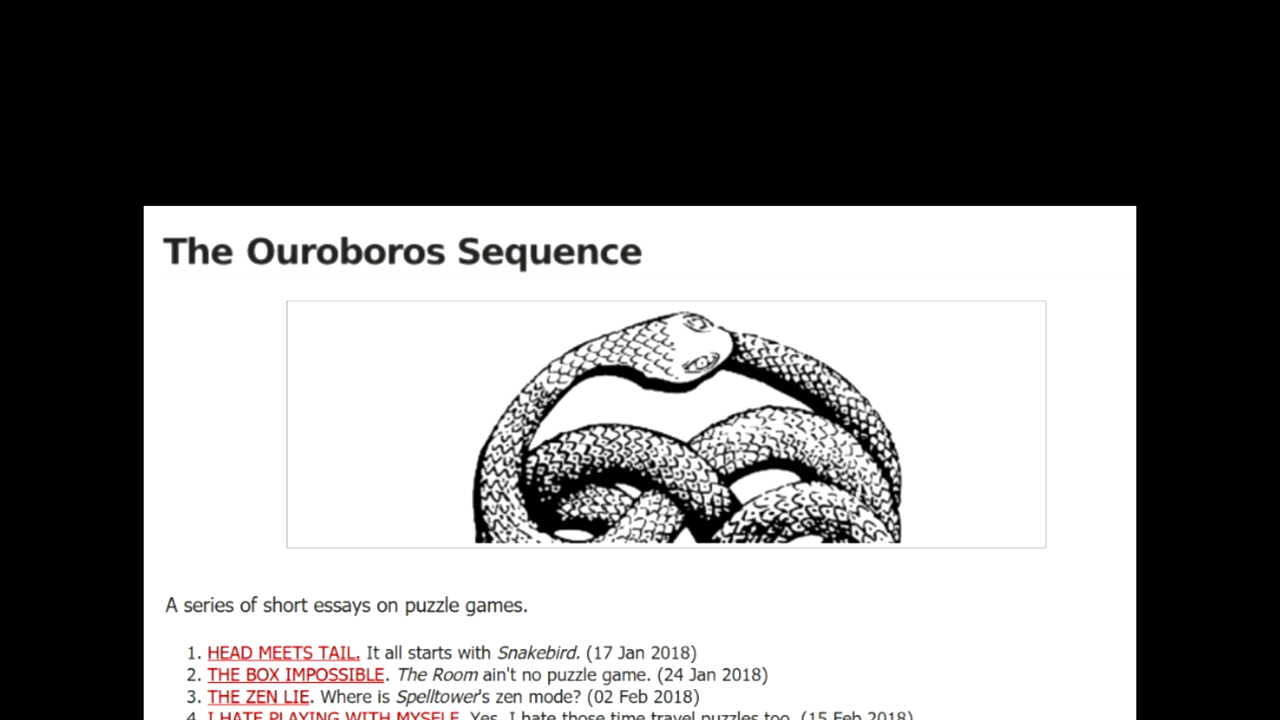 The Ouroboros Sequence
A series of short essays on puzzle games.
1. HEAD MEETS TAIL. It all starts with Snakebird. (17 Jan 2018)
2. THE BOX IMPOSSIBLE. The Room ain't no puzzle game. (24 Jan 2018)
3. THE ZEN LIE. Where is Spelltower's zen mode? (02 Feb 2018)
4. I HATE PLAYING WITH MYSELF. Yes, I hate those time travel puzzles too. (15 Feb 2018)